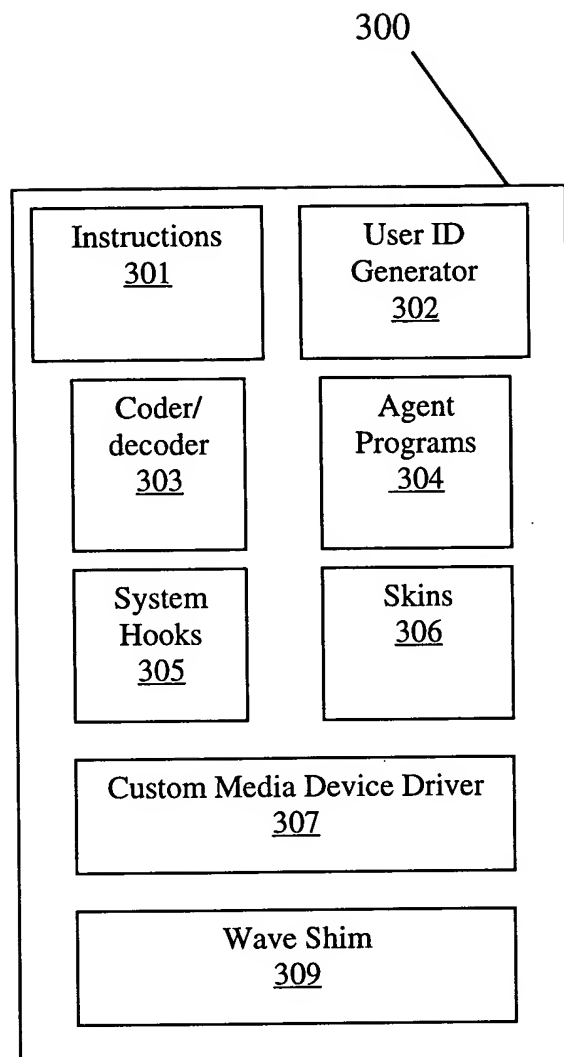 300
Instructions
301
User ID
Generator
302
Coder/
decoder
303
Agent
Programs
304
System
Hooks
305
Skins
306
Custom Media Device Driver
307
Wave Shim
309